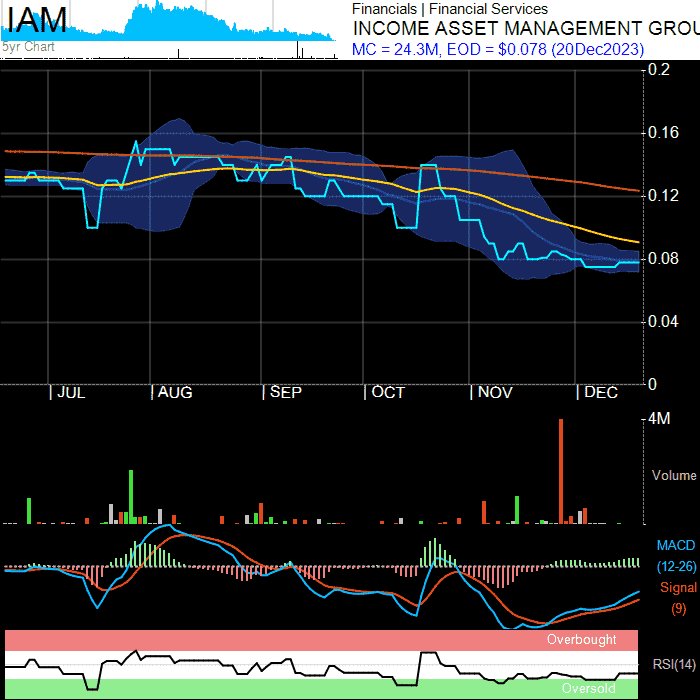 IAM
5yr Chart
Financials | Financial Services
INCOME ASSET MANAGEMENT GROU
MC = 24.3M, EOD = $0.078 (20Dec2023)
0.2
0.16
0.12
0.08
0.04
0
| JUL | AUG | SEP | OCT | NOV | DEC
4M
Volume
MACD
(12-26)
Signal
(9)
Overbought
RSI(14)
Oversold